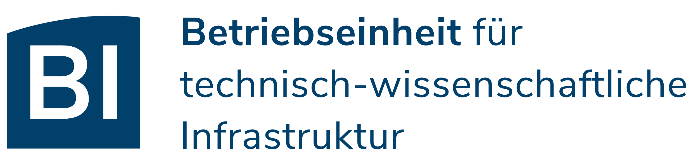 BI
Betriebseinheit für
technisch-wissenschaftliche
Infrastruktur